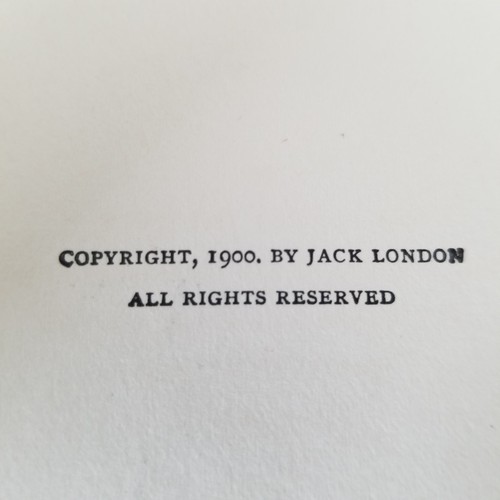 COPYRIGHT, 1900. BY JACK LONDON
ALL RIGHTS RESERVED